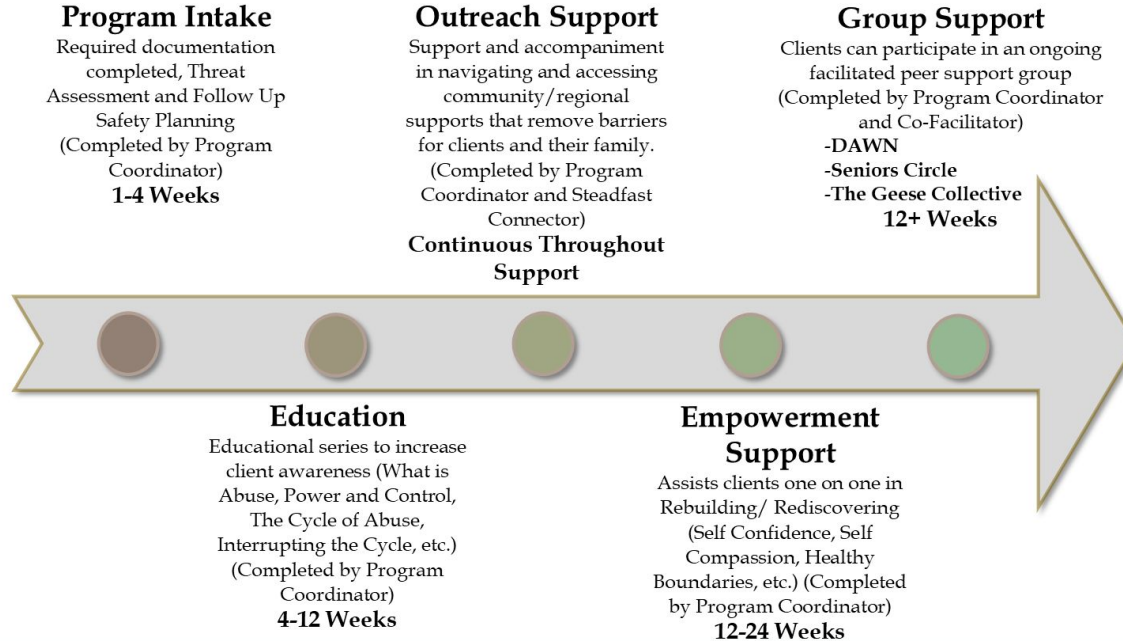 Program Intake
Required documentation
completed, Threat
Assessment and Follow Up
Safety Planning
(Completed by Program
Coordinator)
1-4 Weeks
Outreach Support
Support and accompaniment
in navigating and accessing
community/regional
supports that remove barriers
for clients and their family.
(Completed by Program
Coordinator and Steadfast
Connector)
Continuous Throughout
Support
Group Support
Clients can participate in an ongoing
facilitated peer support group
(Completed by Program Coordinator
and Co-Facilitator)
-DAWN
-Seniors Circle
-The Geese Collective
12+ Weeks
Education
Educational series to increase
client awareness (What is
Abuse, Power and Control,
The Cycle of Abuse,
Interrupting the Cycle, etc.)
(Completed by Program
Coordinator)
4-12 Weeks
Empowerment
Support
Assists clients one on one in
Rebuilding/ Rediscovering
(Self Confidence, Self
Compassion, Healthy
Boundaries, etc.) (Completed
by Program Coordinator)
12-24 Weeks